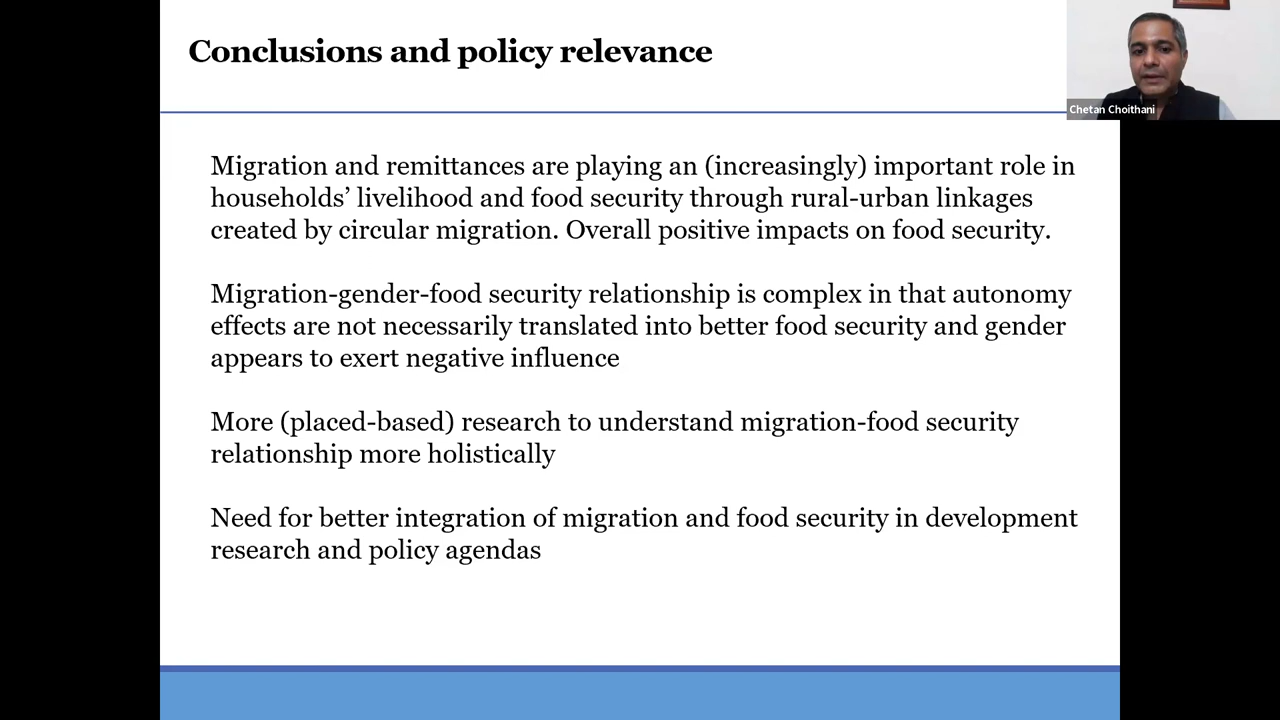 Conclusions and policy relevance
Chetan Choithani
Migration and remittances are playing an (increasingly) important role in
households’ livelihood and food security through rural-urban linkages
created by circular migration. Overall positive impacts on food security.
Migration-gender-food security relationship is complex in that autonomy
effects are not necessarily translated into better food security and gender
appears to exert negative influence
More (placed-based) research to understand migration-food security
relationship more holistically
Need for better integration of migration and food security in development
research and policy agendas